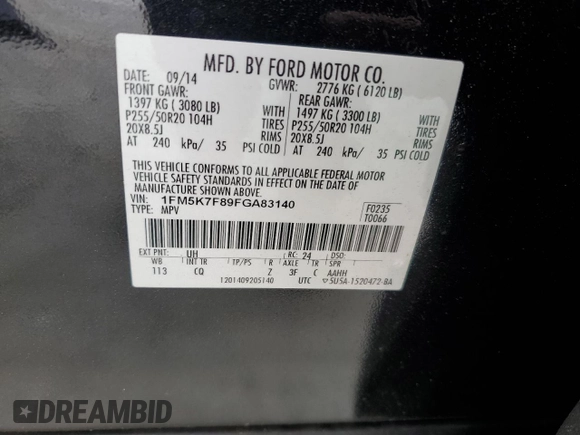 MFD. BY FORD MOTOR CO.
DATE: 09/14 GVWR: 2776 KG ( 6120 LB)
FRONT GAWR: REAR GAWR:
1397 KG ( 3080 LB) 1497 KG ( 3300 LB)
P255/50R20 104H TIRES P255/50R20 104H TIRES
20X8.5J RIMS 20X8.5J RIMS
AT 240 kPa/ 35 PSI COLD AT 240 kPa/ 35 PSI COLD
THIS VEHICLE CONFORMS TO ALL APPLICABLE FEDERAL MOTOR
VEHICLE SAFETY STANDARDS IN EFFECT ON THE DATE OF
MANUFACTURE SHOWN ABOVE.
VIN: 1FM5K7F89FGA83140 F0235
TYPE: MPV T0066
EXT PNT: UH RC: 24 DSO:
WB INT TR TP/PS R AXLE TR SPR
113 CQ Z 3F C AAHH
1201409205140 UTC ▽5U5A-1520472-BA
DREAMBID